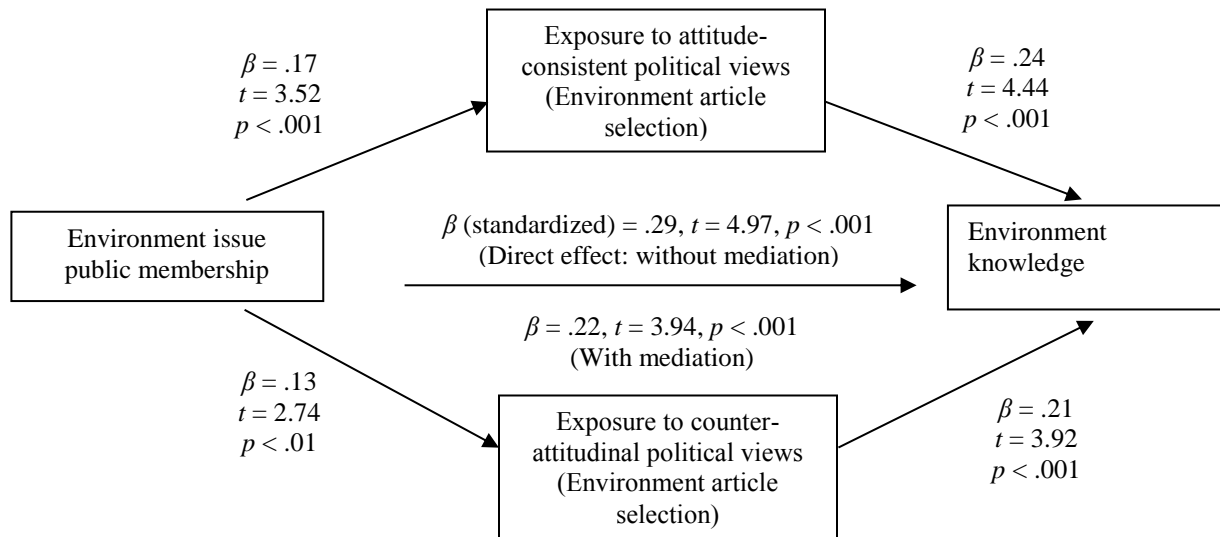 Exposure to attitude-
consistent political views
(Environment article
selection)
β = .17
t = 3.52
p < .001
β = .24
t = 4.44
p < .001
Environment issue
public membership
β (standardized) = .29, t = 4.97, p < .001
(Direct effect: without mediation)
Environment
knowledge
β = .22, t = 3.94, p < .001
(With mediation)
β = .13
t = 2.74
p < .01
Exposure to counter-
attitudinal political views
(Environment article
selection)
β = .21
t = 3.92
p < .001